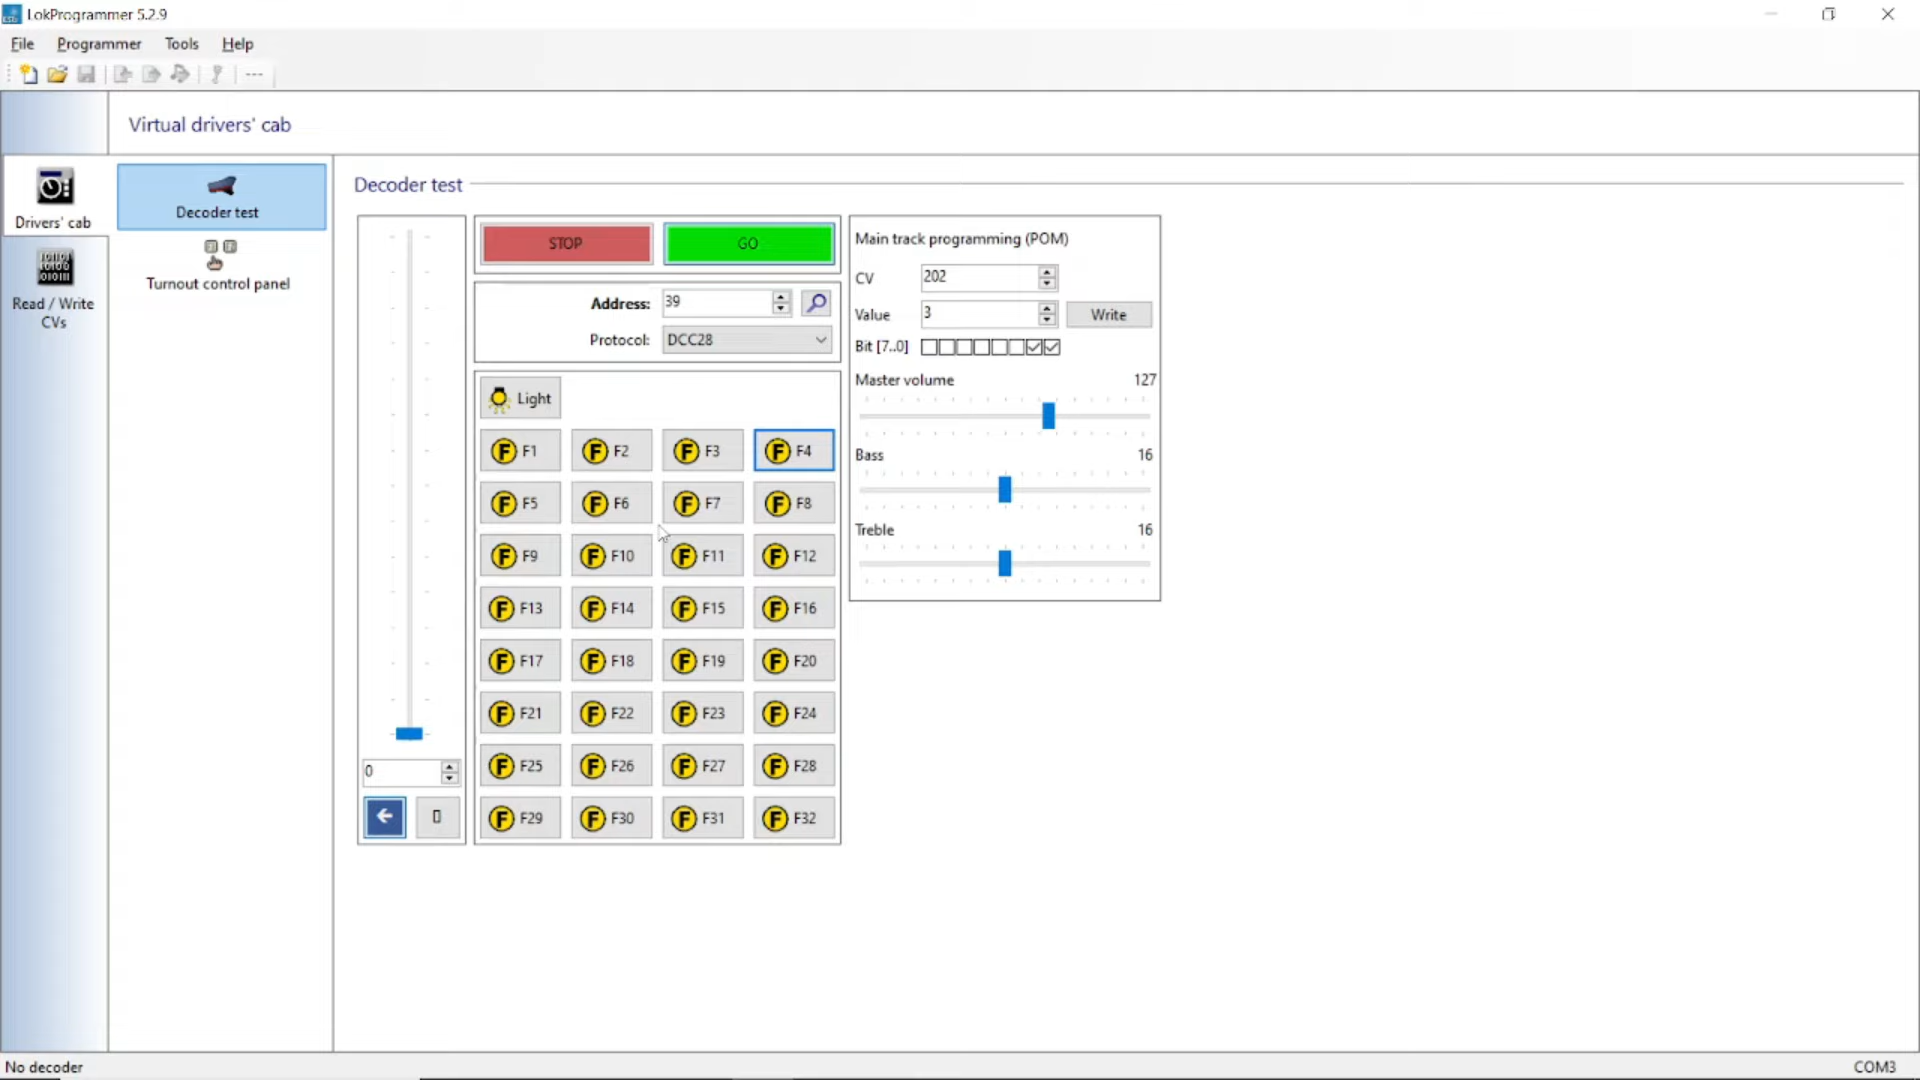 LokProgrammer 5.2.9
File Programmer Tools Help
Virtual drivers' cab
Drivers' cab
Read / Write
CVs
Decoder test
Turnout control panel
Decoder test
0
STOP GO
Address: 39
Protocol: DCC28
Light
F F1 F F2 F F3 F F4
F F5 F F6 F F7 F F8
F F9 F F10 F F11 F F12
F F13 F F14 F F15 F F16
F F17 F F18 F F19 F F20
F F21 F F22 F F23 F F24
F F25 F F26 F F27 F F28
F F29 F F30 F F31 F F32
Main track programming (POM)
CV 202
Value 3 Write
Bit [7..0]
Master volume 127
Bass 16
Treble 16
No decoder COM3